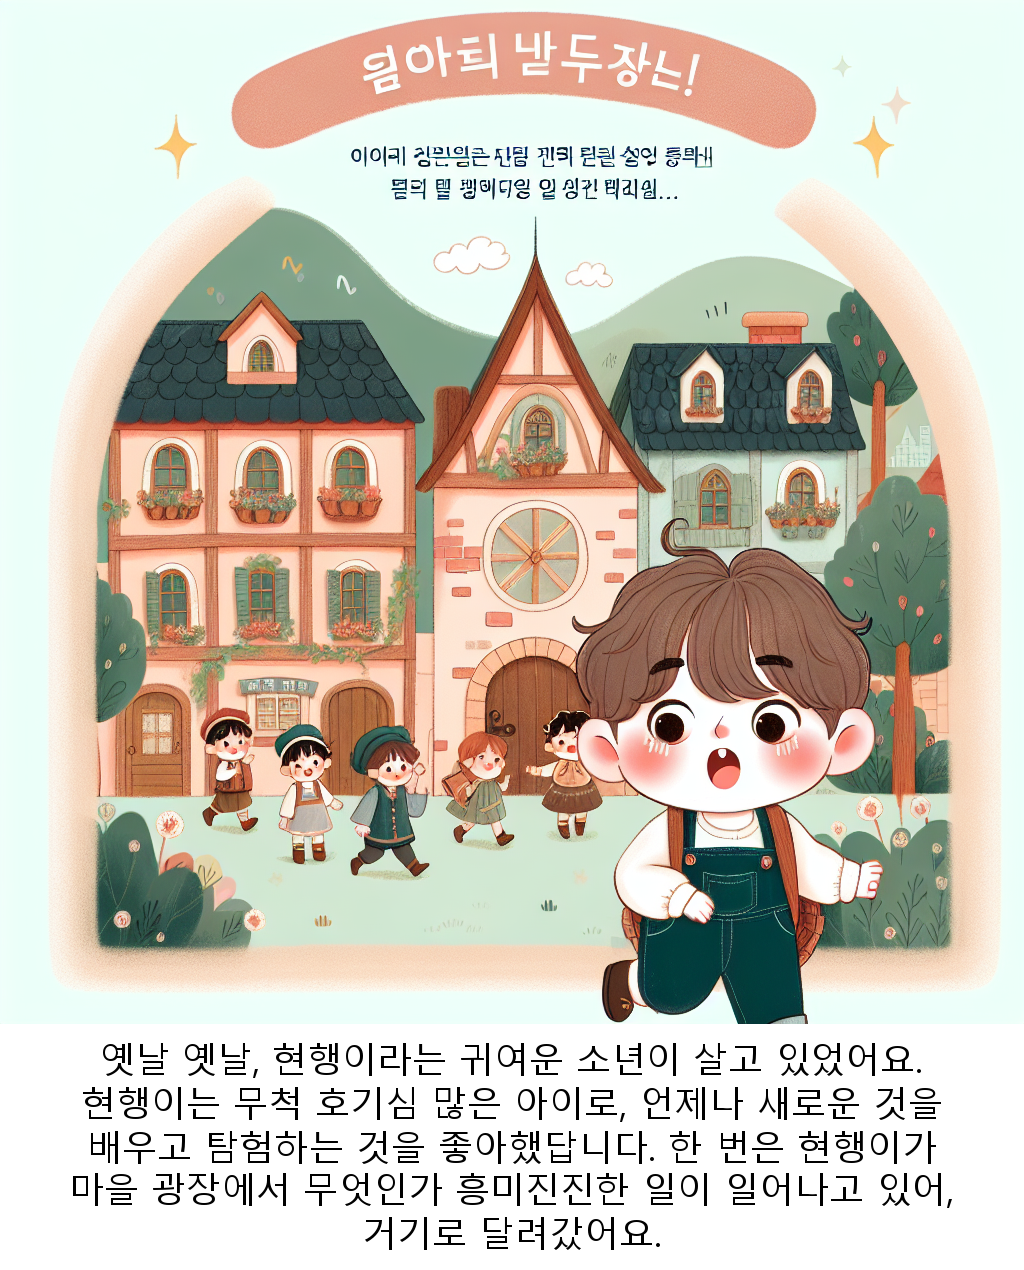 옛날 옛날, 현행이라는 귀여운 소년이 살고 있었어요.
현행이는 무척 호기심 많은 아이로, 언제나 새로운 것을
배우고 탐험하는 것을 좋아했답니다. 한 번은 현행이가
마을 광장에서 무엇인가 흥미진진한 일이 일어나고 있어,
거기로 달려갔어요.